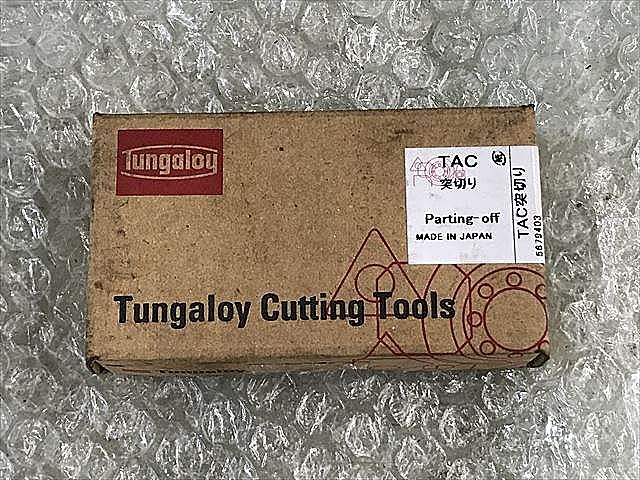 Tungaloy
TAC
突切り
Parting-off
MADE IN JAPAN
TAC突切り
5679403
Tungaloy Cutting Tools